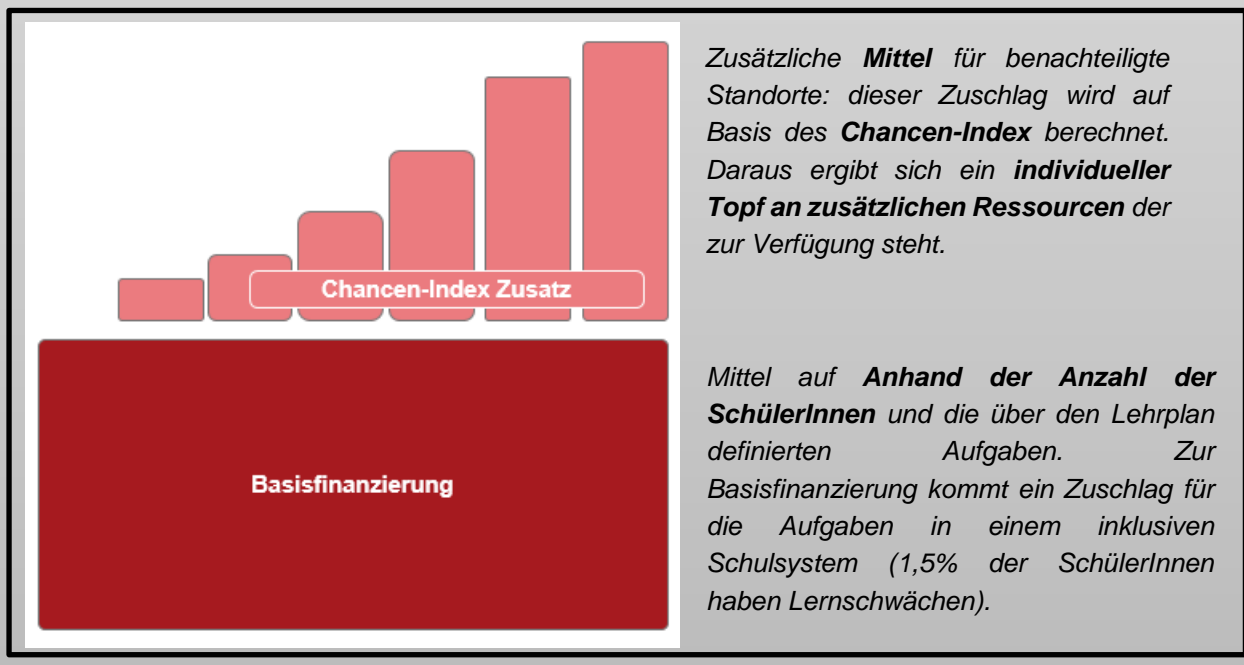 Zusätzliche Mittel für benachteiligte
Standorte: dieser Zuschlag wird auf
Basis des Chancen-Index berechnet.
Daraus ergibt sich ein individueller
Topf an zusätzlichen Ressourcen der
zur Verfügung steht.
Chancen-Index Zusatz
Mittel auf Anhand der Anzahl der
SchülerInnen und die über den Lehrplan
definierten Aufgaben. Zur
Basisfinanzierung kommt ein Zuschlag für
die Aufgaben in einem inklusiven
Schulsystem (1,5% der SchülerInnen
haben Lernschwächen).
Basisfinanzierung